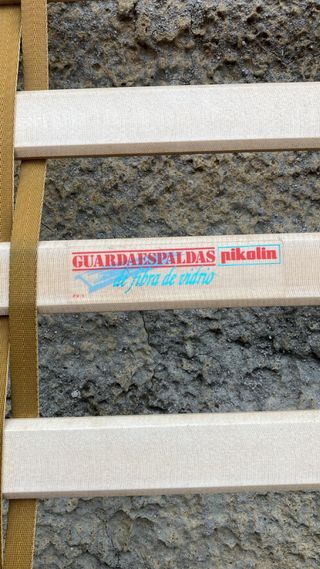 GUARDAESPALDAS pikolin
de fibra de vidrio